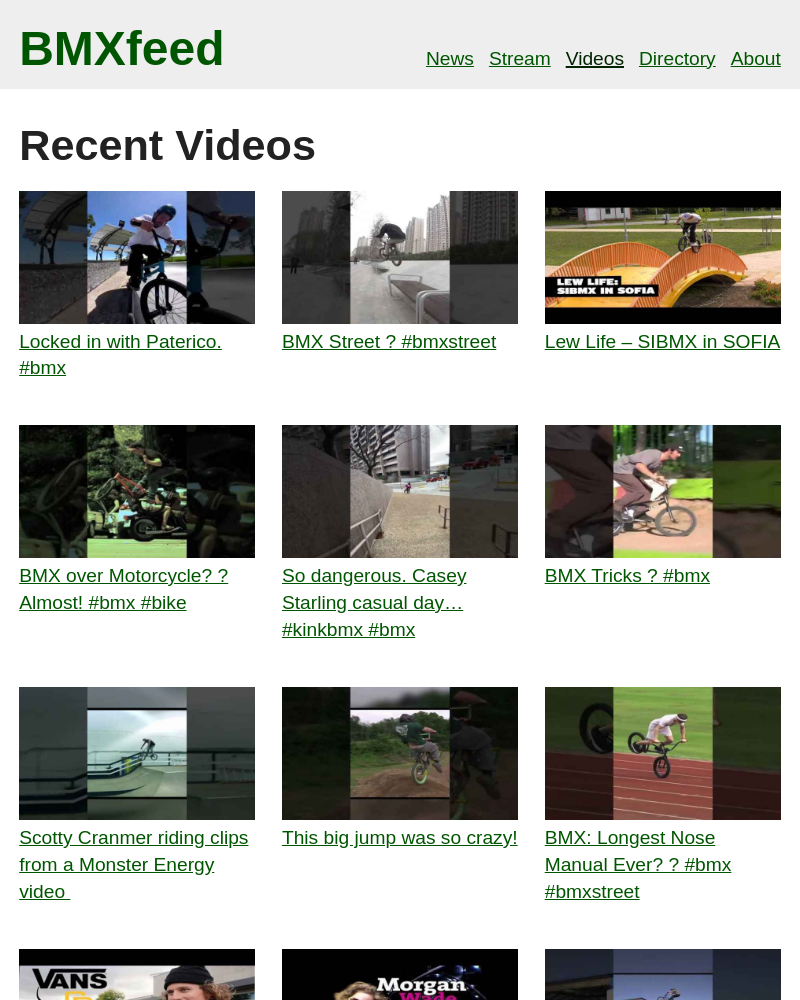 BMXfeed
News Stream Videos Directory About
Recent Videos
LEW LIFE:
SIBMX IN SOFIA
Locked in with Paterico.
#bmx
BMX Street ? #bmxstreet
Lew Life – SIBMX in SOFIA
BMX over Motorcycle? ?
Almost! #bmx #bike
So dangerous. Casey
Starling casual day…
#kinkbmx #bmx
BMX Tricks ? #bmx
Scotty Cranmer riding clips
from a Monster Energy
video
This big jump was so crazy!
BMX: Longest Nose
Manual Ever? ? #bmx
#bmxstreet
VANS
Morgan
Wade